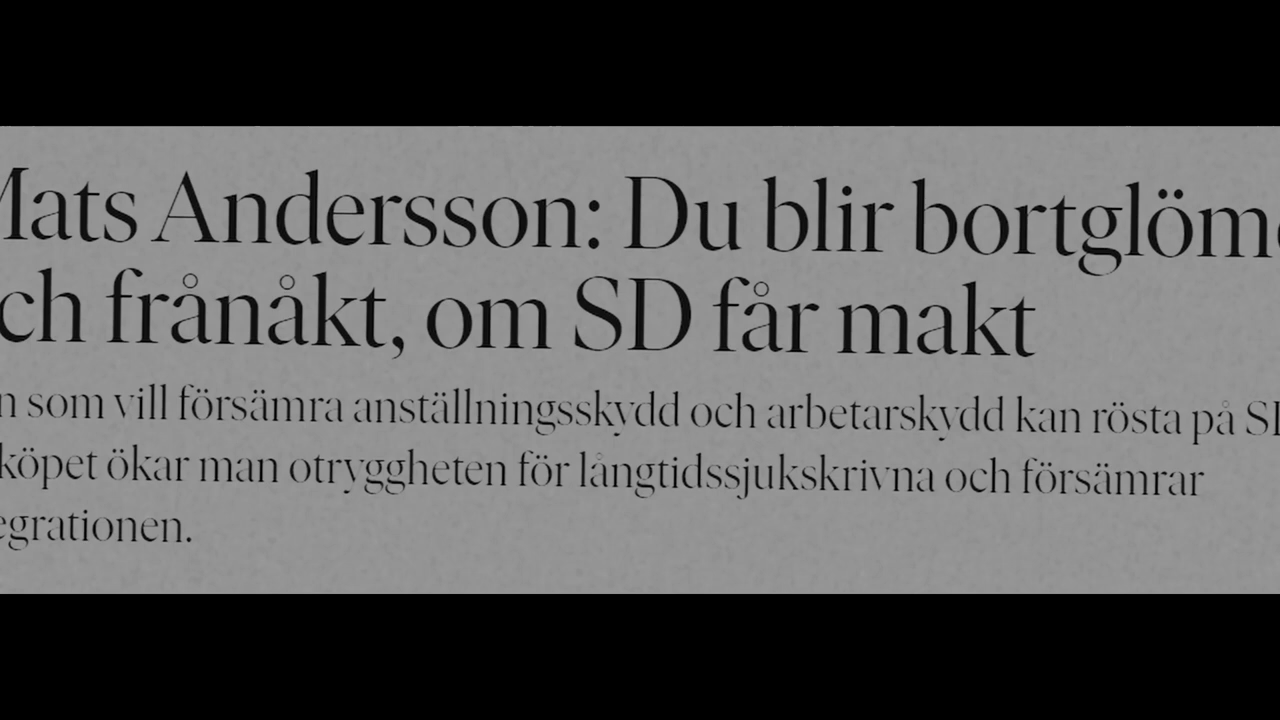 Mats Andersson: Du blir bortglöm
ch frånåkt, om SD får makt
n som vill försämra anställningsskydd och arbetarskydd kan rösta på S
köpet ökar man otryggheten för långtidssjukskrivna och försämrar
egrationen.